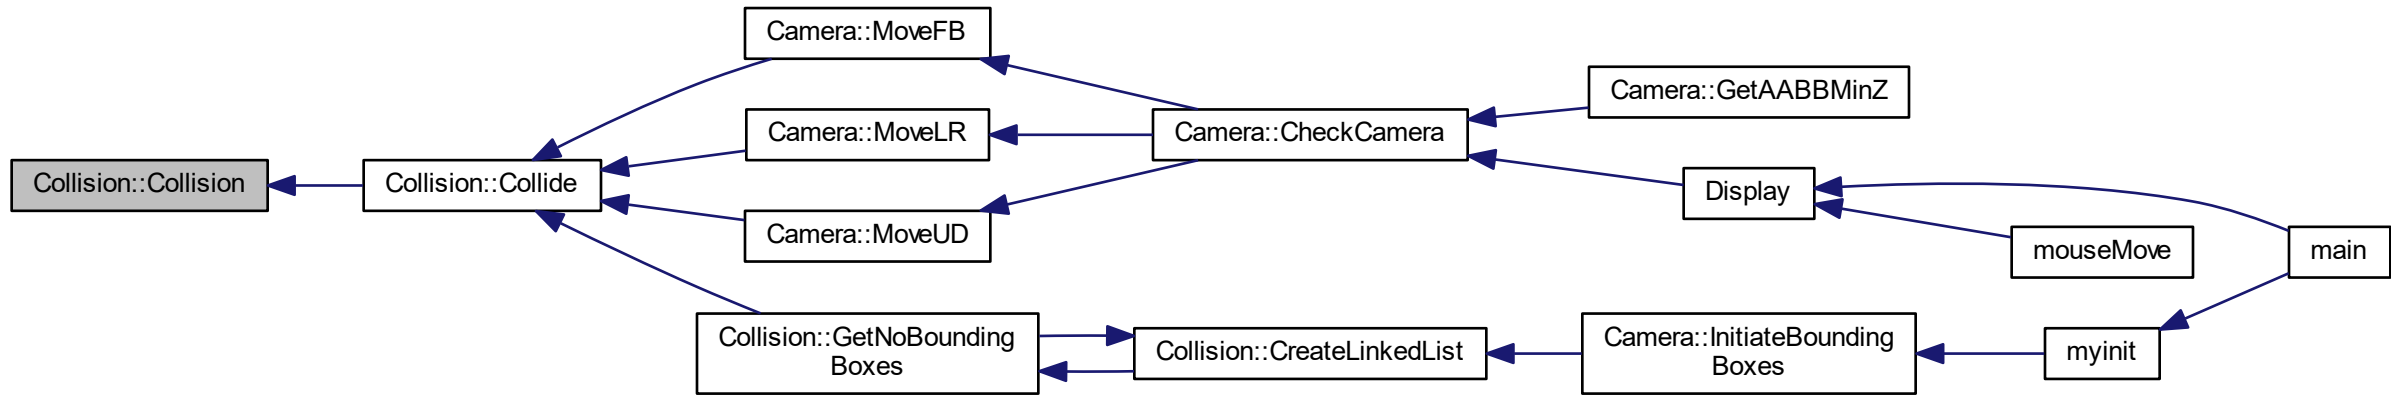 Camera::MoveFB
Camera::GetAABBMinZ
Camera::MoveLR
Camera::CheckCamera
Collision::Collision
Collision::Collide
Display
Camera::MoveUD
mouseMove
main
Collision::GetNoBounding
Boxes
Collision::CreateLinkedList
Camera::InitiateBounding
Boxes
myinit